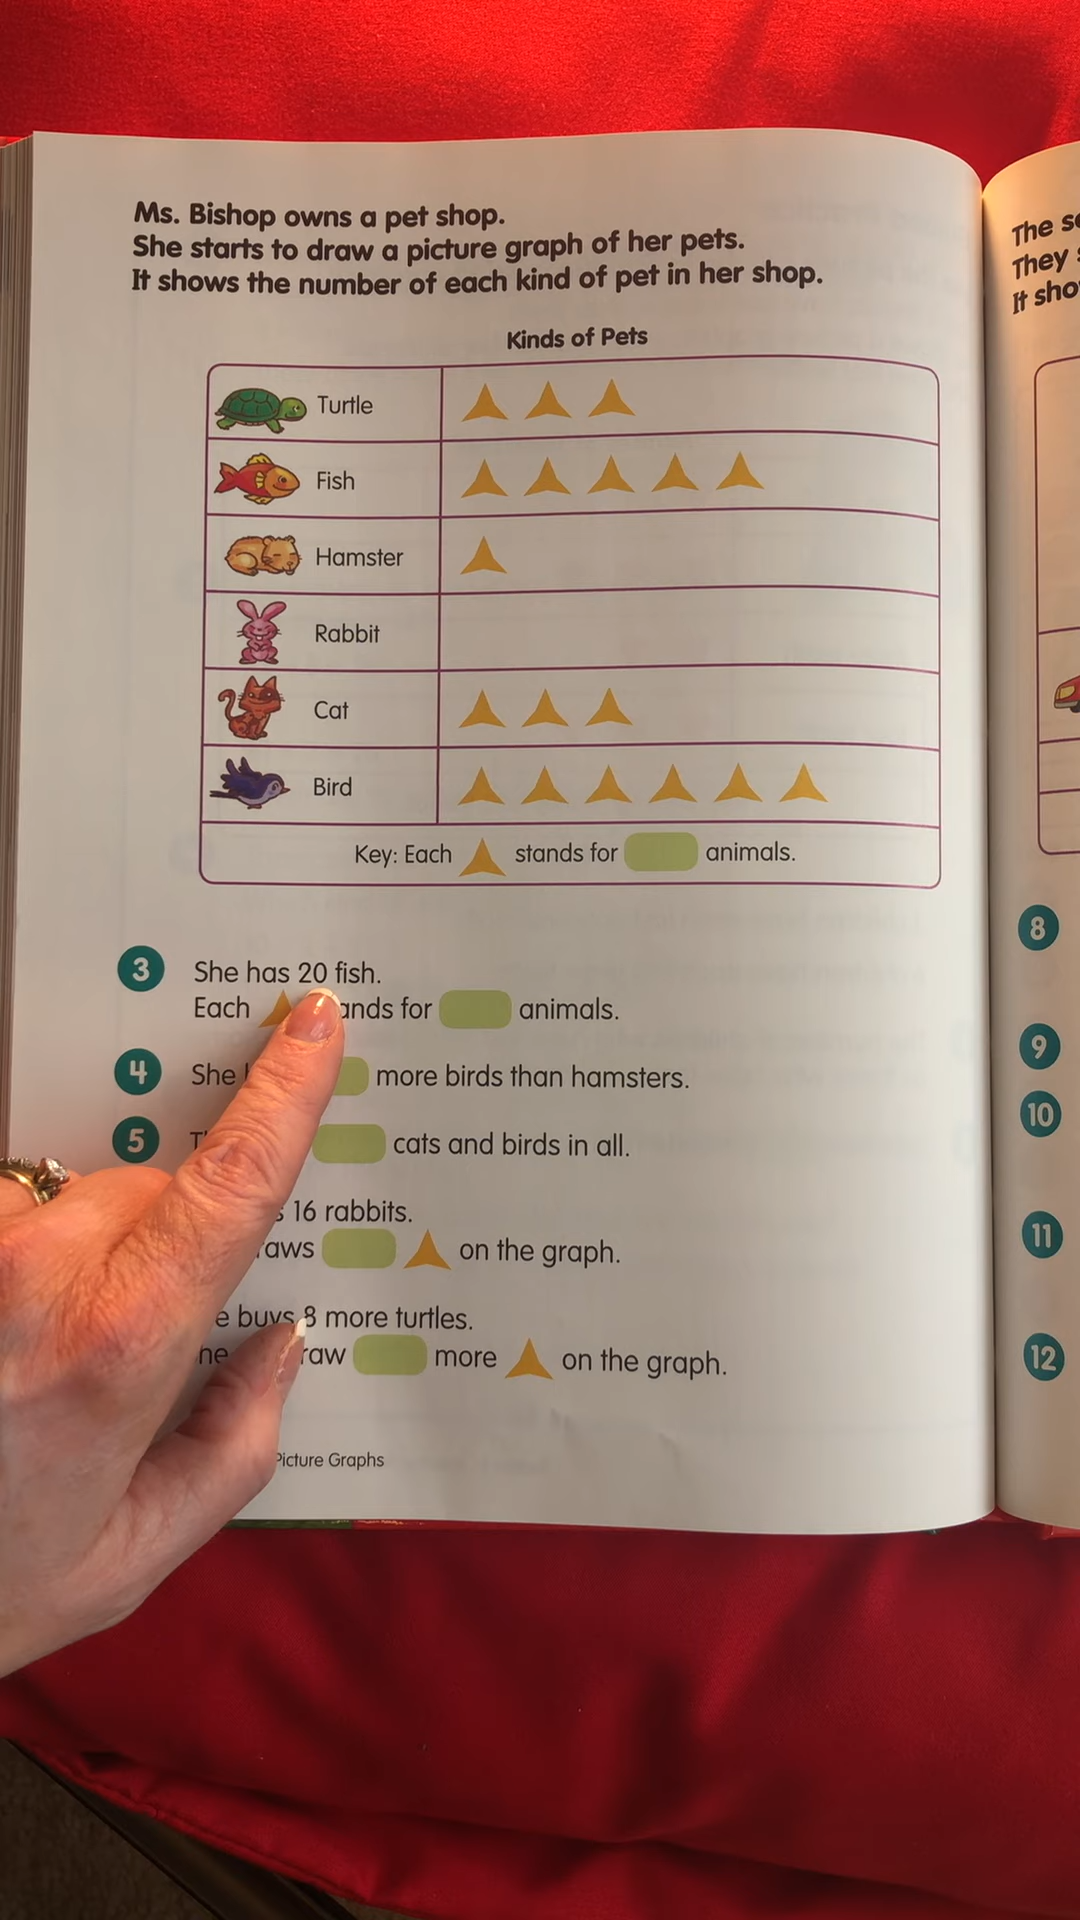 Ms. Bishop owns a pet shop.
She starts to draw a picture graph of her pets.
It shows the number of each kind of pet in her shop.
Kinds of Pets
Turtle
Fish
Hamster
Rabbit
Cat
Bird
Key: Each stands for animals.
3 She has 20 fish.
Each ands for animals.
4 She more birds than hamsters.
5 cats and birds in all.
16 rabbits.
aws on the graph.
e buys 8 more turtles.
he raw more on the graph.
Picture Graphs
The
They
It sho
8
9
10
11
12